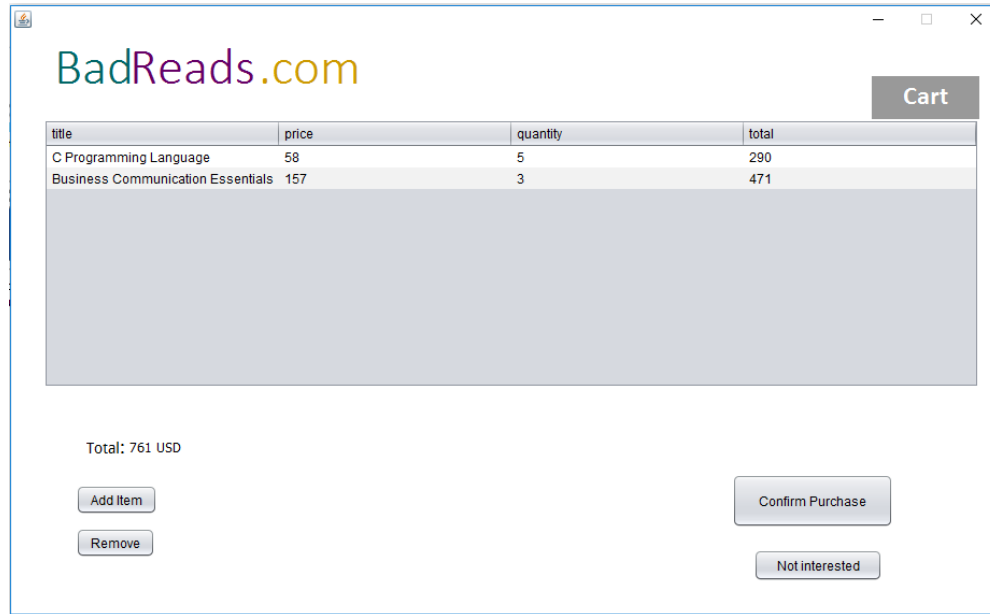 BadReads.com
Cart
title price quantity total
C Programming Language 58 5 290
Business Communication Essentials 157 3 471
Total: 761 USD
Add Item
Confirm Purchase
Remove
Not interested